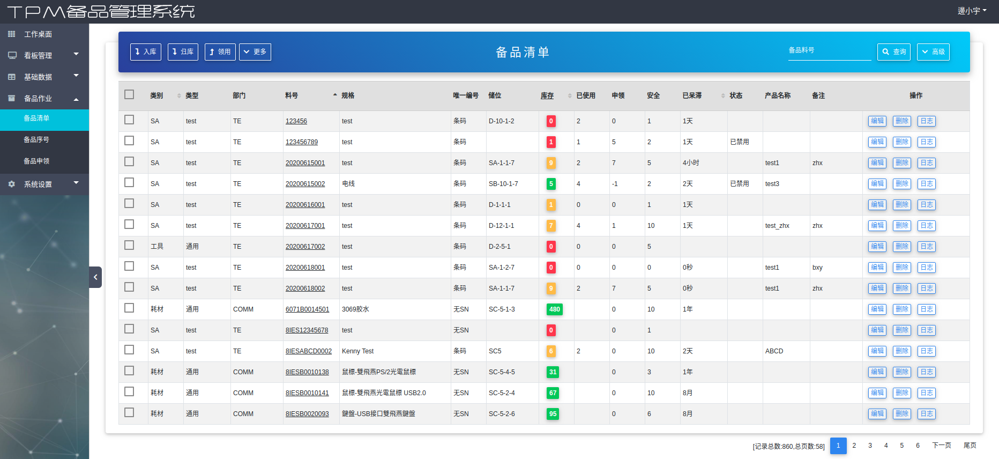 TPM备品管理系统
邊小宇
工作桌面
看板管理
基础数据
备品作业
备品清单
备品序号
备品申领
系统设置
入库 归库 领用 更多
备品清单
备品料号 查询 高级
类别 类型 部门 料号 规格 唯一编号 储位 库存 已使用 申领 安全 已呆滞 状态 产品名称 备注 操作
SA test TE 123456 test 条码 D-10-1-2 0 2 0 1 1天 编辑 删除 日志
SA test TE 123456789 test 条码 1 1 5 2 1天 已禁用 编辑 删除 日志
SA test TE 20200615001 test 条码 SA-1-1-7 9 2 7 5 4小时 test1 zhx 编辑 删除 日志
SA test TE 20200615002 电线 条码 SB-10-1-7 5 4 -1 2 2天 已禁用 test3 编辑 删除 日志
SA test TE 20200616001 test 条码 D-1-1-1 1 0 0 1 1天 编辑 删除 日志
SA test TE 20200617001 test 条码 D-12-1-1 7 4 1 10 1天 test_zhx zhx 编辑 删除 日志
工具 通用 TE 20200617002 test 条码 D-2-5-1 0 0 0 5 编辑 删除 日志
SA test TE 20200618001 test 条码 SA-1-2-7 0 0 0 0 0秒 test1 bxy 编辑 删除 日志
SA test TE 20200618002 test 条码 SA-1-1-7 9 2 7 5 0秒 test1 zhx 编辑 删除 日志
耗材 通用 COMM 6071B0014501 3069胶水 无SN SC-5-1-3 480 0 10 1年 编辑 删除 日志
SA test TE 8IES12345678 test 无SN 0 0 1 编辑 删除 日志
SA test TE 8IESABCD0002 Kenny Test 条码 SC5 6 2 0 10 2天 ABCD 编辑 删除 日志
耗材 通用 COMM 8IESB0010138 鼠標-雙飛燕PS/2光電鼠標 无SN SC-5-4-5 31 0 3 1年 编辑 删除 日志
耗材 通用 COMM 8IESB0010141 鼠標-雙飛燕光電鼠標 USB2.0 无SN SC-5-2-4 67 0 10 8月 编辑 删除 日志
耗材 通用 COMM 8IESB0020093 鍵盤-USB接口雙飛燕鍵盤 无SN SC-5-2-6 95 0 6 8月 编辑 删除 日志
[记录总数:860,总页数:58] 1 2 3 4 5 6 下一页 尾页